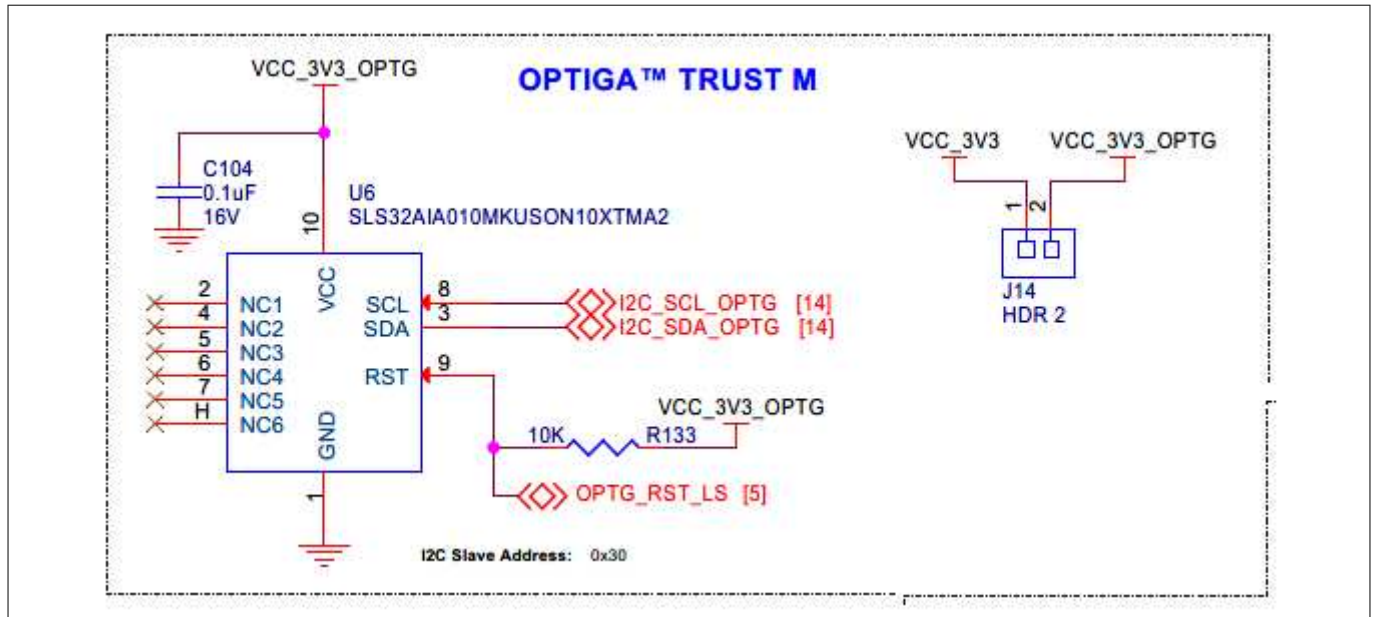 VCC_3V3_OPTG
OPTIGA™ TRUST M
VCC_3V3
VCC_3V3_OPTG
C104
0.1uF
16V
U6
SLS32AIA010MKUSON10XTMA2
10
1
2
VCC
J14
HDR 2
2
NC1
4
NC2
5
NC3
6
NC4
7
NC5
H
NC6
SCL
8
I2C_SCL_OPTG [14]
SDA
3
I2C_SDA_OPTG [14]
RST
9
VCC_3V3_OPTG
10K
R133
GND
OPTG_RST_LS [5]
1
I2C Slave Address: 0x30